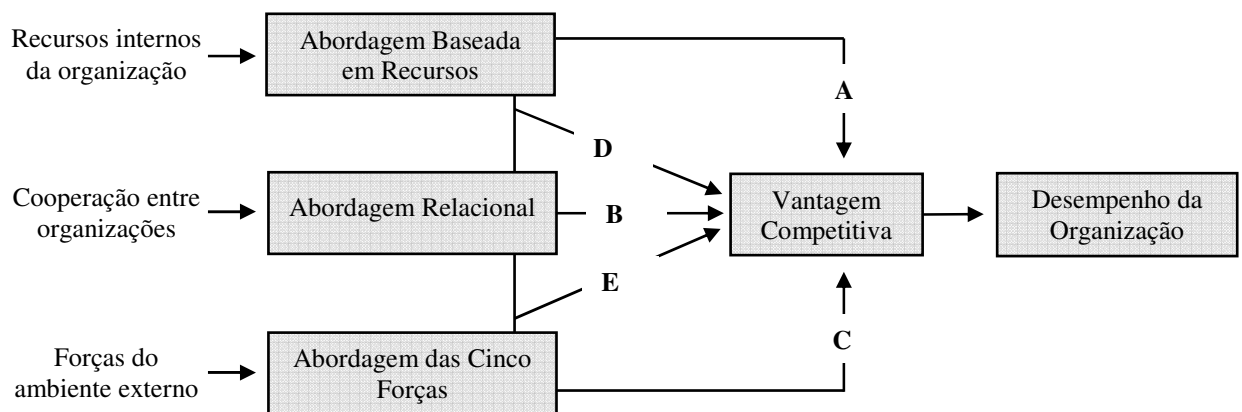 Recursos internos
da organização
Abordagem Baseada
em Recursos
A
D
Cooperação entre
organizações
Abordagem Relacional
B
Vantagem
Competitiva
Desempenho da
Organização
E
Forças do
ambiente externo
Abordagem das Cinco
Forças
C